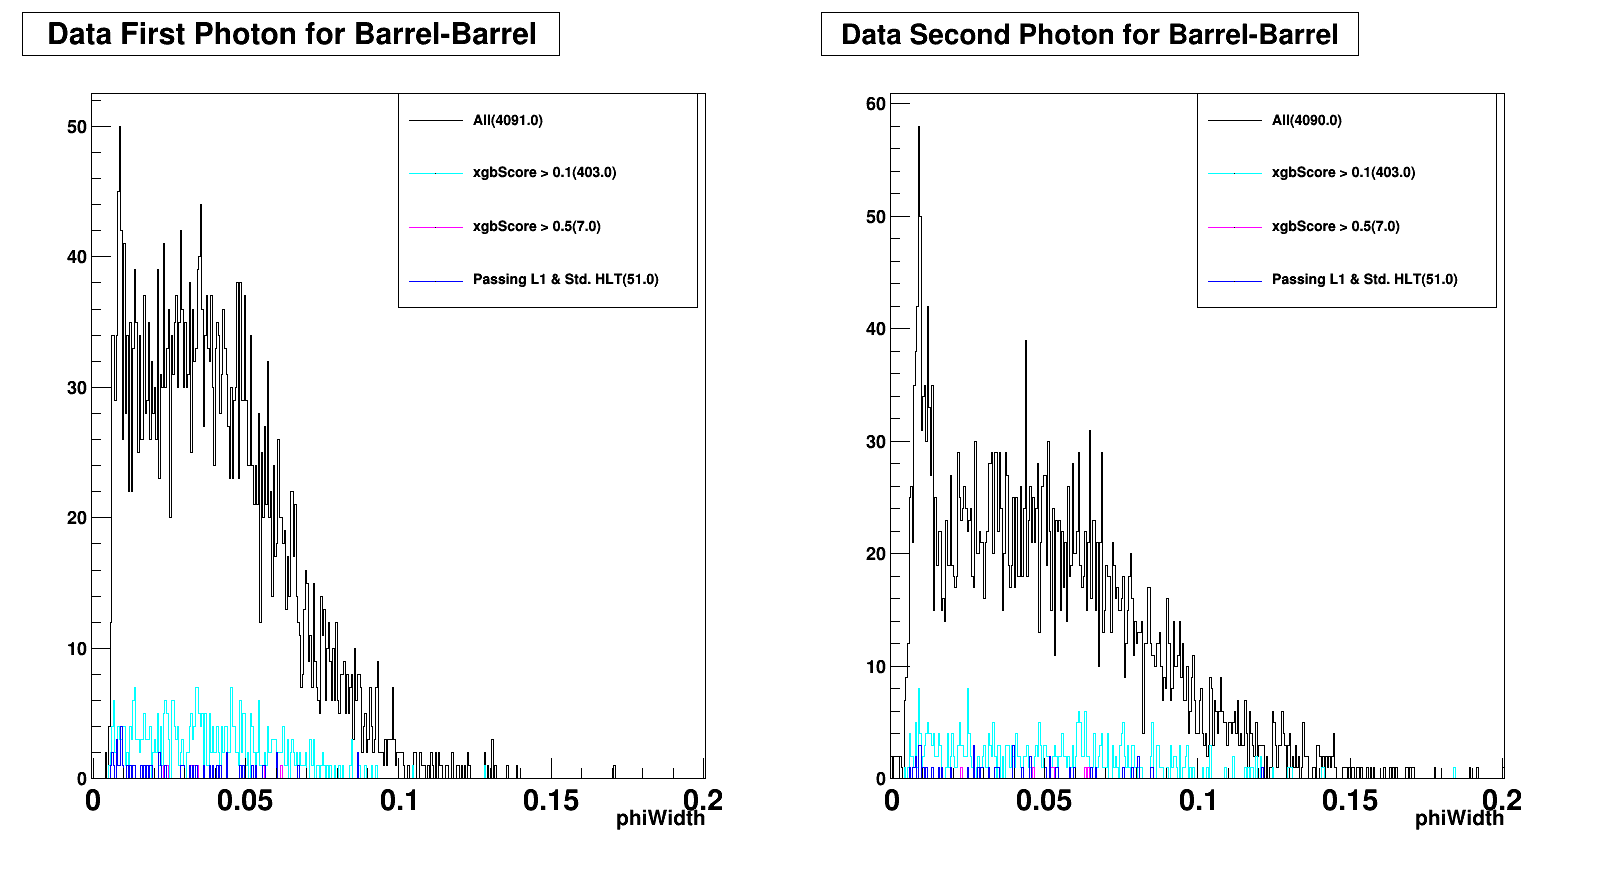 Data First Photon for Barrel-Barrel
All(4091.0)
xgbScore > 0.1(403.0)
xgbScore > 0.5(7.0)
Passing L1 & Std. HLT(51.0)
50
40
30
20
10
0
0 0.05 0.1 0.15 0.2
phiWidth
Data Second Photon for Barrel-Barrel
All(4090.0)
xgbScore > 0.1(403.0)
xgbScore > 0.5(7.0)
Passing L1 & Std. HLT(51.0)
60
50
40
30
20
10
0
0 0.05 0.1 0.15 0.2
phiWidth